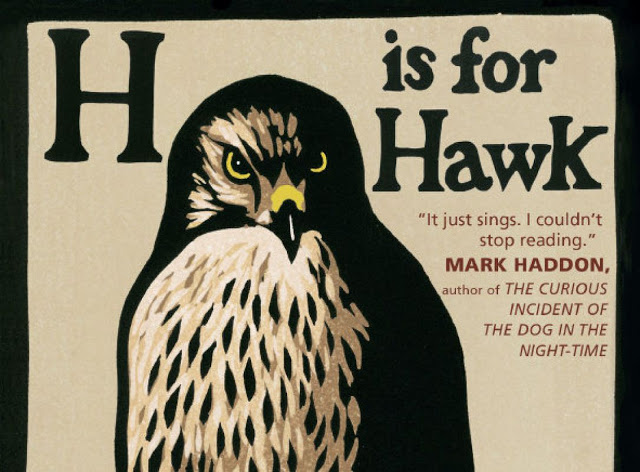 H is for
Hawk
"It just sings. I couldn't
stop reading."
MARK HADDON,
author of THE CURIOUS
INCIDENT OF
THE DOG IN THE
NIGHT-TIME